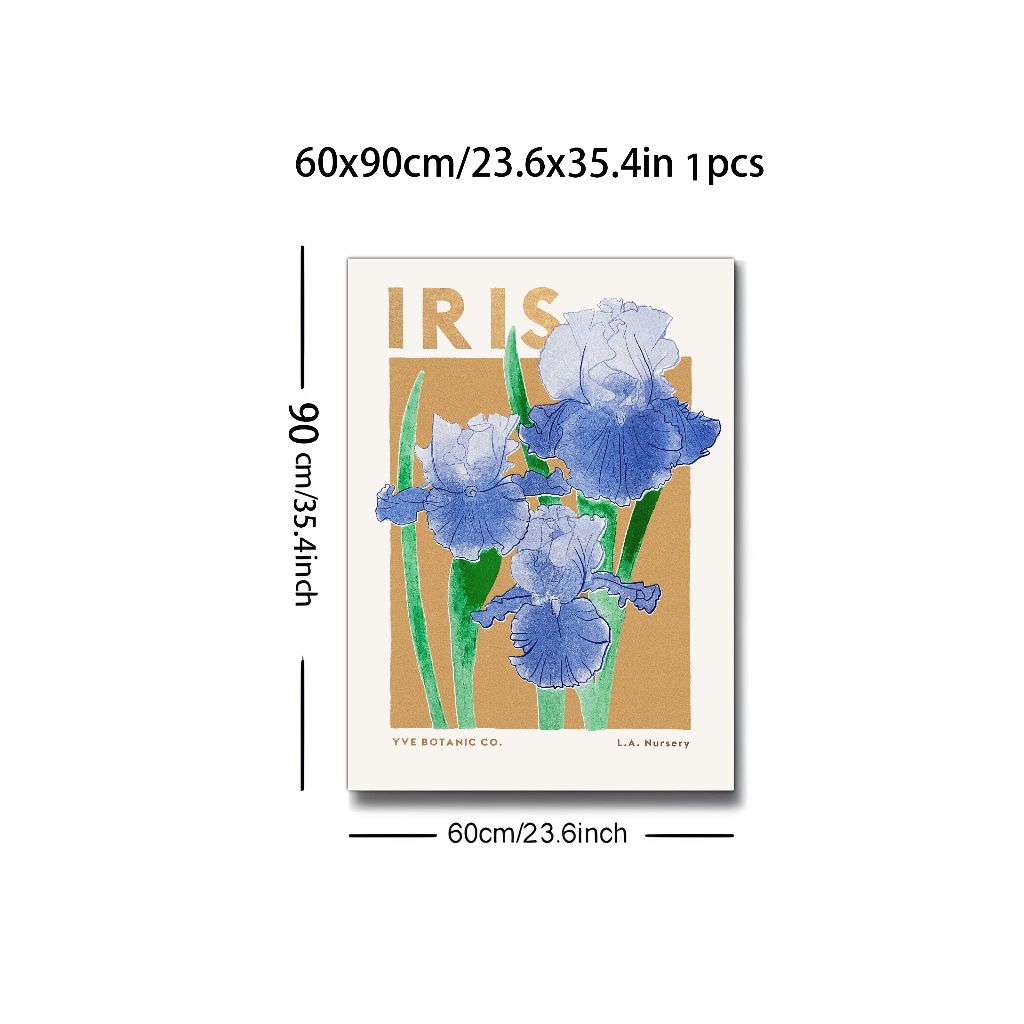 60x90cm/23.6x35.4in 1pcs
IRIS
90 cm/35.4inch
YVE BOTANIC CO.
L.A. Nursery
60cm/23.6inch